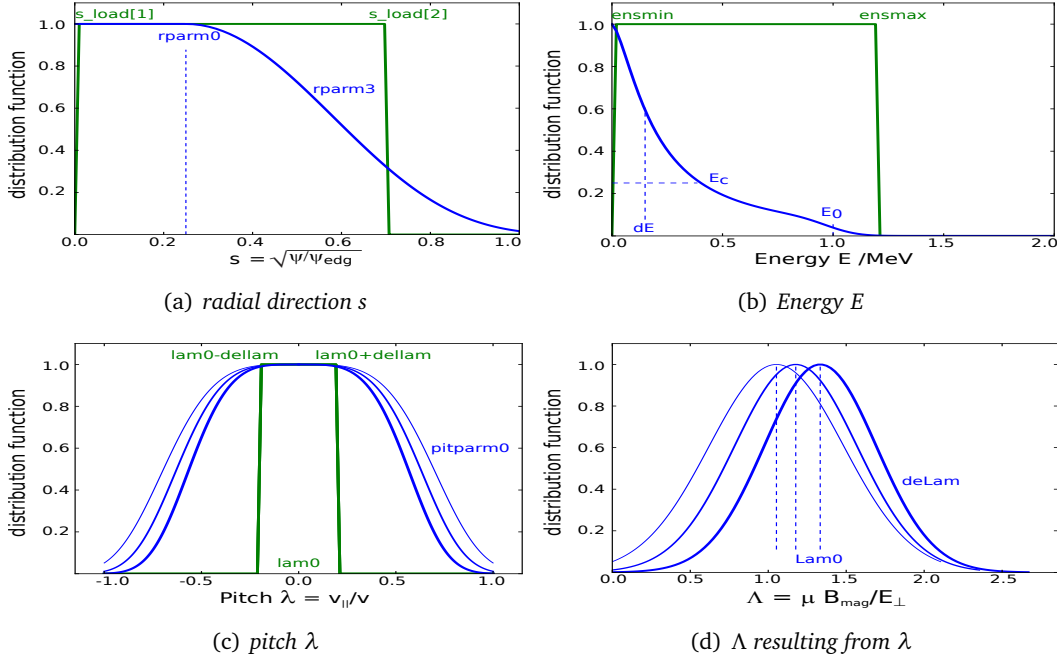 s_load[1]
s_load[2]
rparm0
rparm3
distribution function
1.0
0.8
0.6
0.4
0.2
0.0
0.2
0.4
0.6
0.8
1.0
s = √Ψ/Ψedg
(a) radial direction s
ensmin
ensmax
Ec
E0
dE
distribution function
1.0
0.8
0.6
0.4
0.2
0.0
0.5
1.0
1.5
2.0
Energy E /MeV
(b) Energy E
lam0-dellam
lam0+dellam
pitparm0
lam0
distribution function
1.0
0.8
0.6
0.4
0.2
-1.0
-0.5
0.0
0.5
1.0
Pitch λ = v||/v
(c) pitch λ
deLam
Lam0
distribution function
1.0
0.8
0.6
0.4
0.2
0.0
0.5
1.0
1.5
2.0
2.5
Λ = μ Bmag/E⊥
(d) Λ resulting from λ